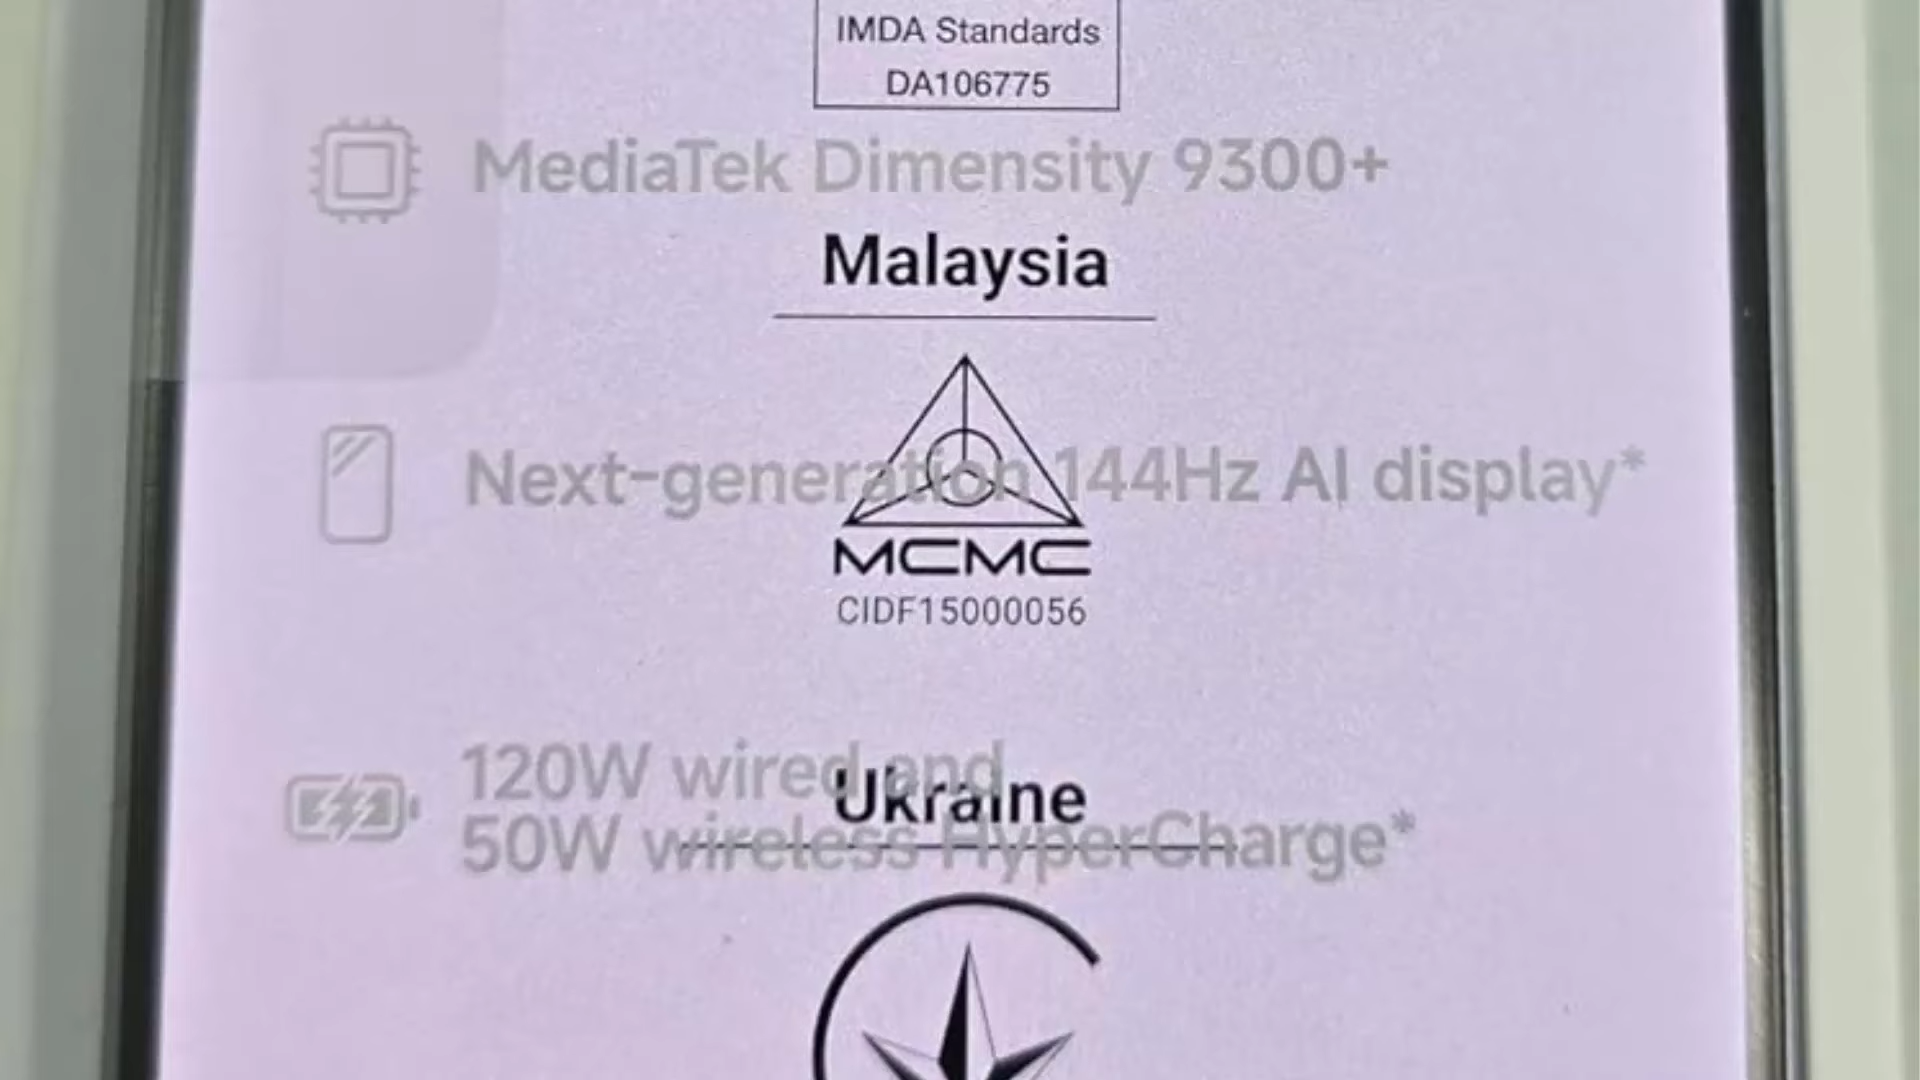 IMDA Standards
DA106775
MediaTek Dimensity 9300+
Malaysia
Next-generation 144Hz AI display*
MCMC
CIDF15000056
120W wired and
Ukraine
50W wireless HyperCharge*